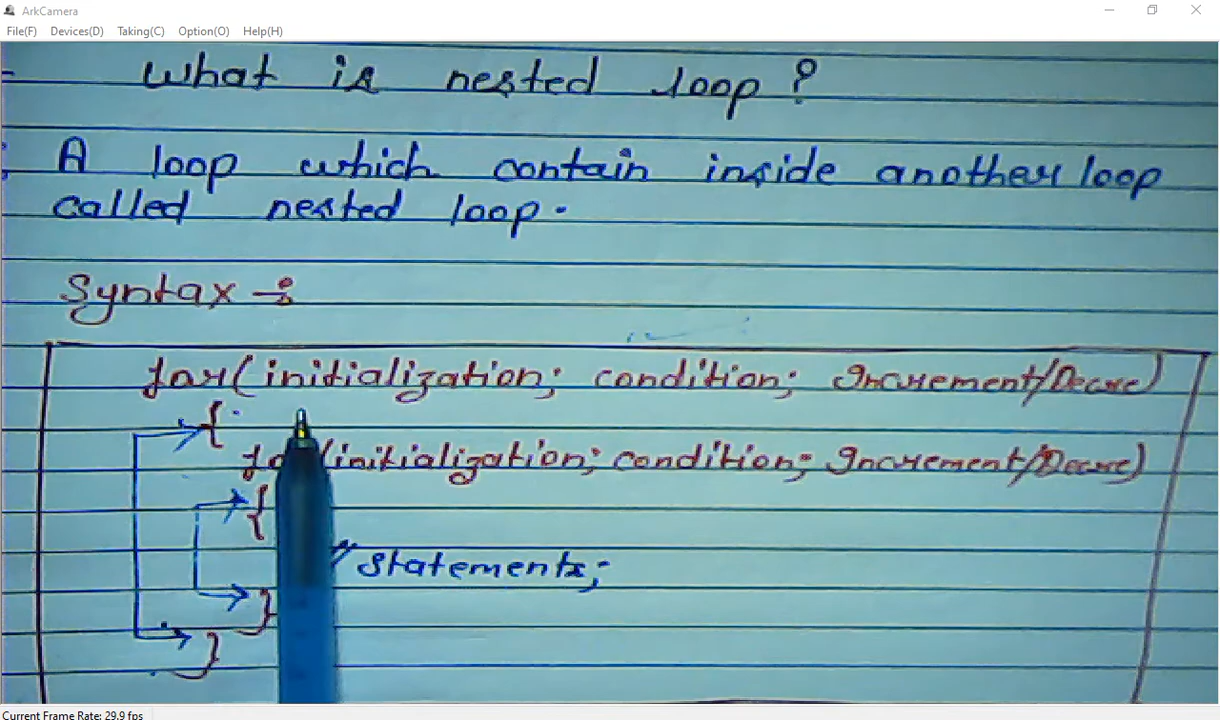 ArkCamera
File(F) Devices(D) Taking(C) Option(O) Help(H)
What is nested loop?
A loop which contain inside another loop
called nested loop.
Syntax :-
for(initialization; condition; Increment/Decre)
{
for(initialization; condition; Increment/Decre)
{
// Statements;
}
}
Current Frame Rate: 29.9 fps